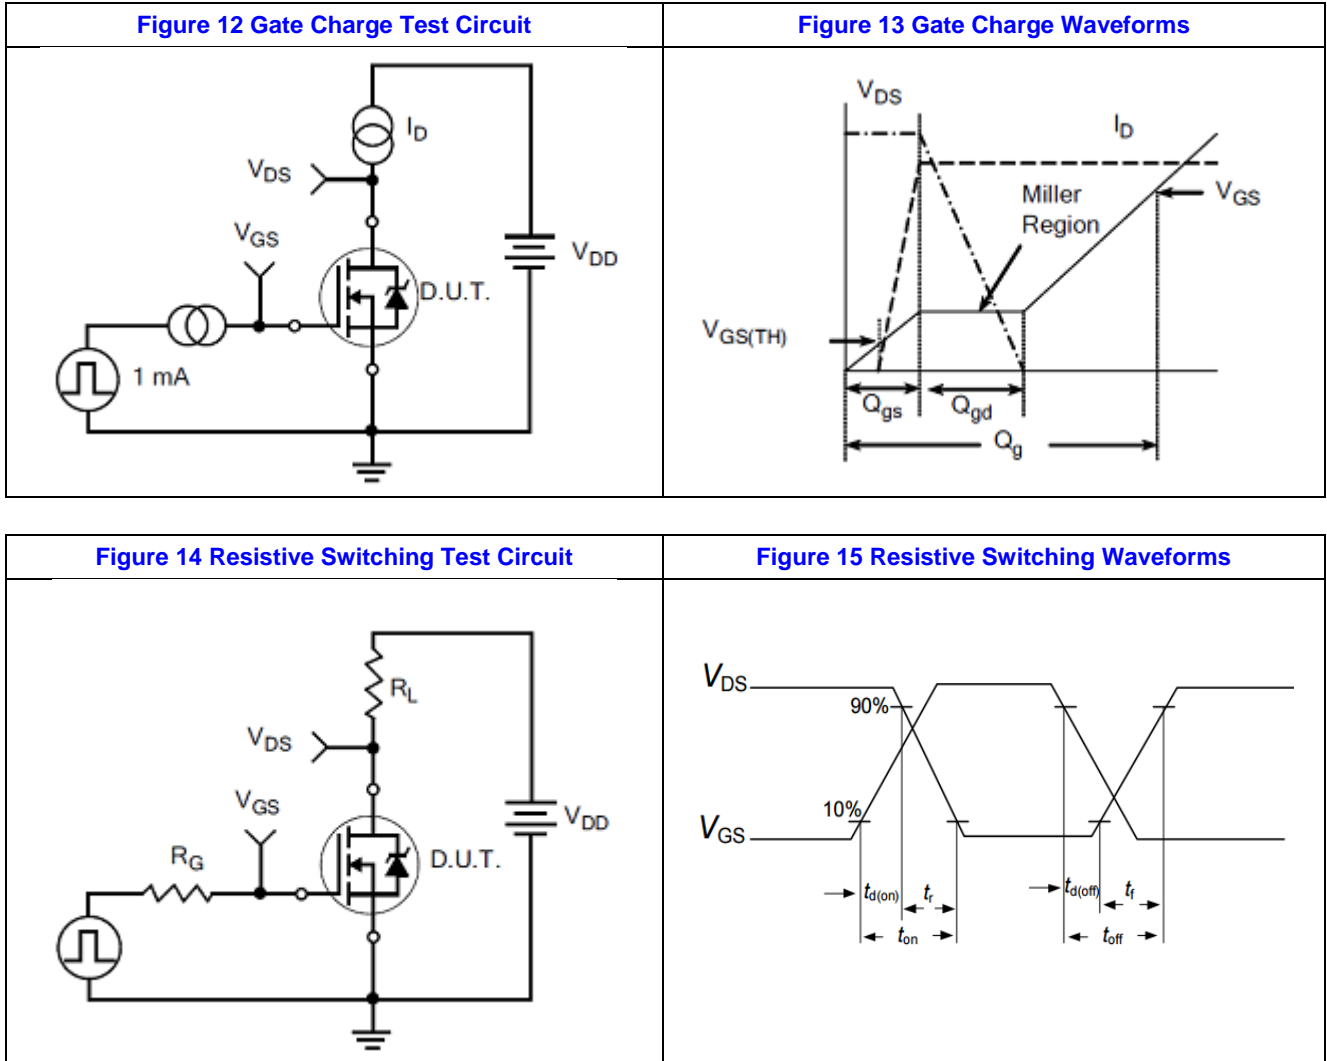 Figure 12 Gate Charge Test Circuit
Figure 13 Gate Charge Waveforms
ID
VDS
VGS
VDD
D.U.T.
1 mA
VDS
ID
Miller
Region
VGS
VGS(TH)
Qgs
Qgd
Qg
Figure 14 Resistive Switching Test Circuit
Figure 15 Resistive Switching Waveforms
RL
VDS
VGS
VDD
RG
D.U.T.
VDS
90%
10%
VGS
td(on)
tr
td(off)
tf
ton
toff